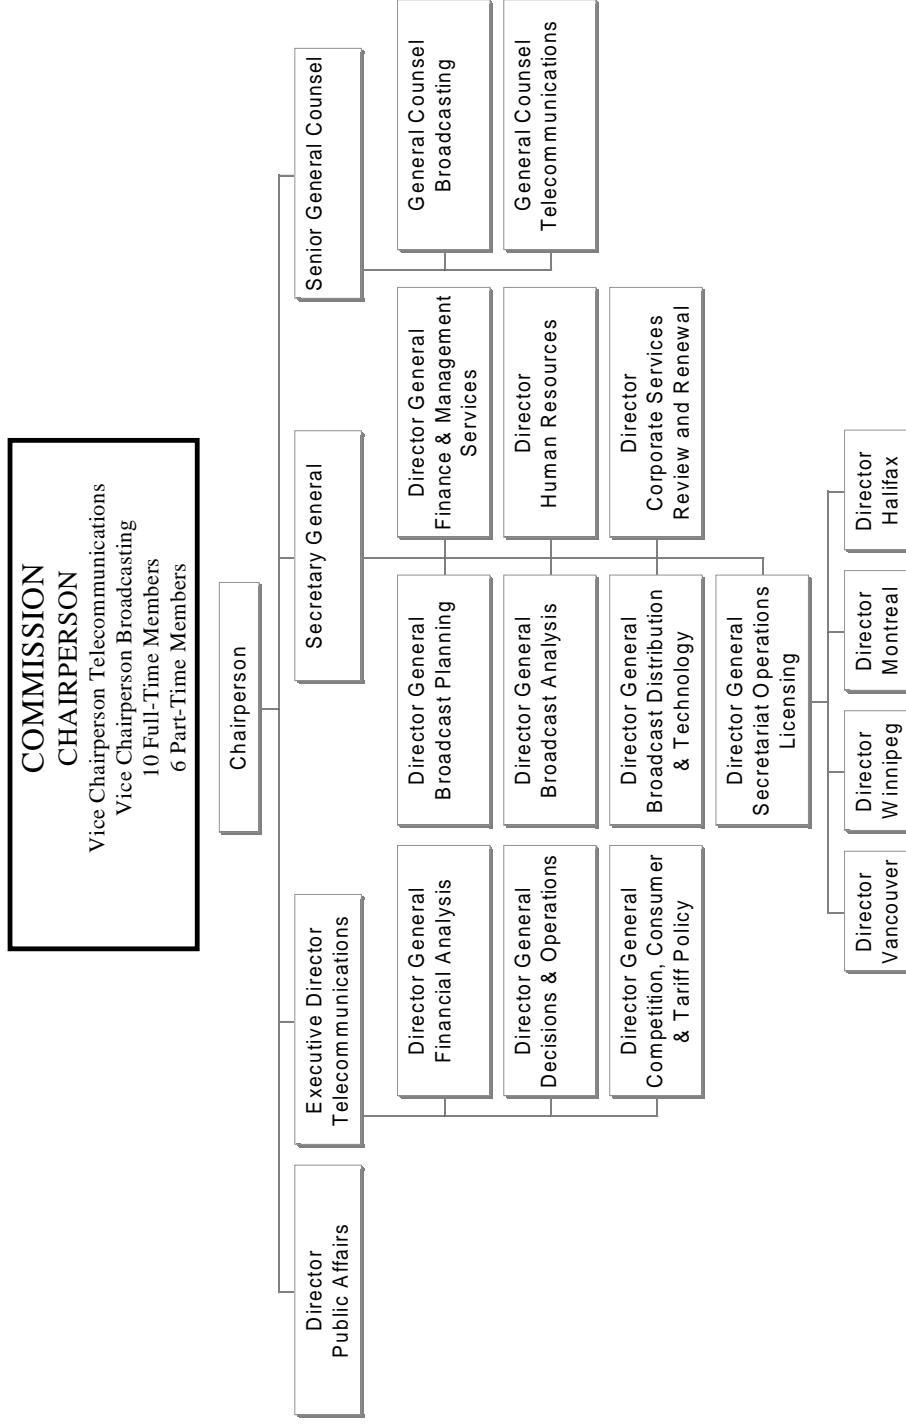 COMMISSION
CHAIRPERSON
Vice Chairperson Telecommunications
Vice Chairperson Broadcasting
10 Full-Time Members
6 Part-Time Members
Chairperson
Director
Public Affairs
Executive Director
Telecommunications
Secretary General
Senior General Counsel
Director General
Financial Analysis
Director General
Broadcast Planning
Director General
Finance & Management
Services
General Counsel
Broadcasting
Director General
Decisions & Operations
Director General
Broadcast Analysis
Director
Human Resources
General Counsel
Telecommunications
Director General
Competition, Consumer
& Tariff Policy
Director General
Broadcast Distribution
& Technology
Director
Corporate Services
Review and Renewal
Director General
Secretariat Operations
Licensing
Director
Vancouver
Director
Winnipeg
Director
Montreal
Director
Halifax